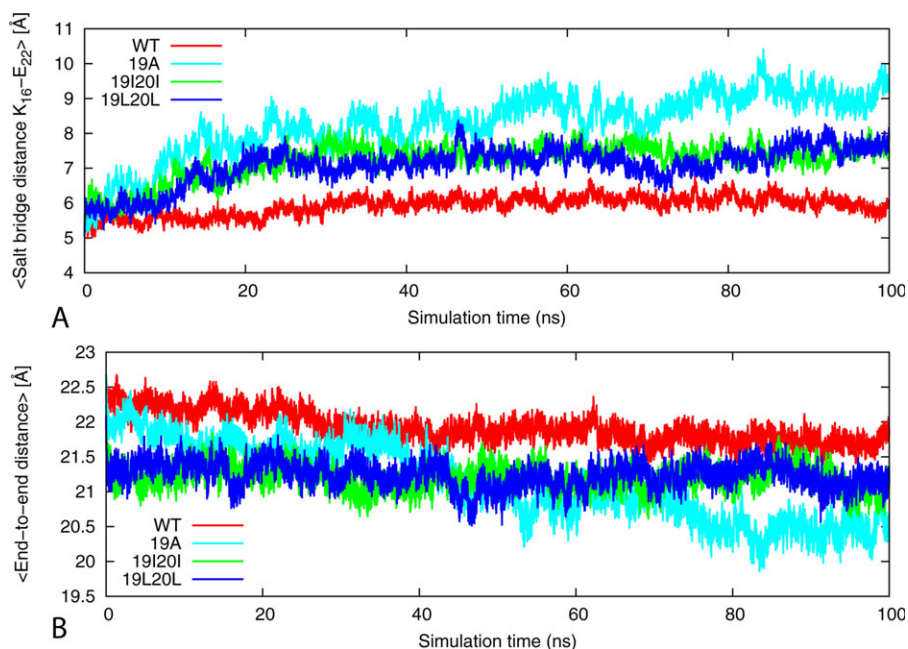 <Salt bridge distance K16−E22> [Å]
11
10
9
8
7
6
5
4
WT
19A
19I20I
19L20L
0 20 40 60 80 100
A
Simulation time (ns)
<End−to−end distance> [Å]
23
22.5
22
21.5
21
20.5
20
19.5
WT
19A
19I20I
19L20L
0 20 40 60 80 100
B
Simulation time (ns)